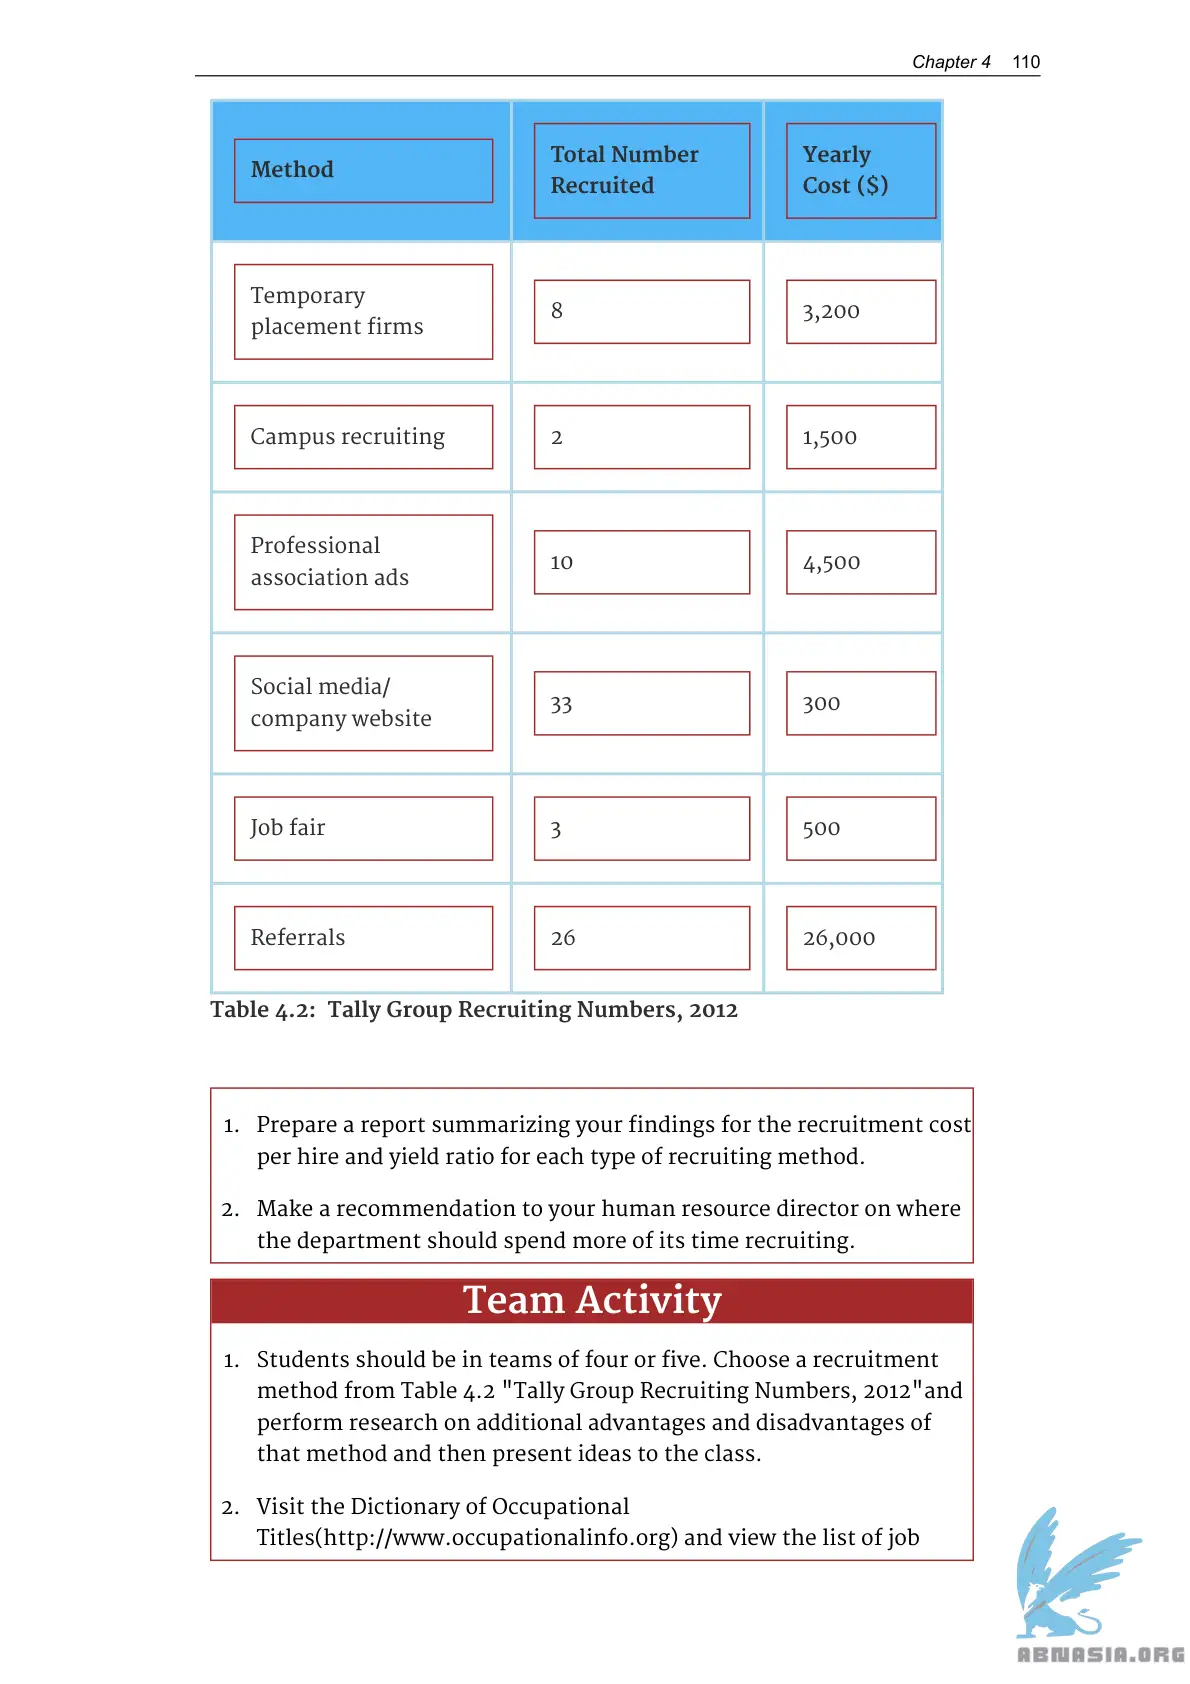 Chapter 4 110
Method
Total Number
Recruited
Yearly
Cost ($)
Temporary
placement firms
8
3,200
Campus recruiting
2
1,500
Professional
association ads
10
4,500
Social media/
company website
33
300
Job fair
3
500
Referrals
26
26,000
Table 4.2: Tally Group Recruiting Numbers, 2012
1. Prepare a report summarizing your findings for the recruitment cost
per hire and yield ratio for each type of recruiting method.
2. Make a recommendation to your human resource director on where
the department should spend more of its time recruiting.
Team Activity
1. Students should be in teams of four or five. Choose a recruitment
method from Table 4.2 "Tally Group Recruiting Numbers, 2012"and
perform research on additional advantages and disadvantages of
that method and then present ideas to the class.
2. Visit the Dictionary of Occupational
Titles(http://www.occupationalinfo.org) and view the list of job
ABNASIA.ORG